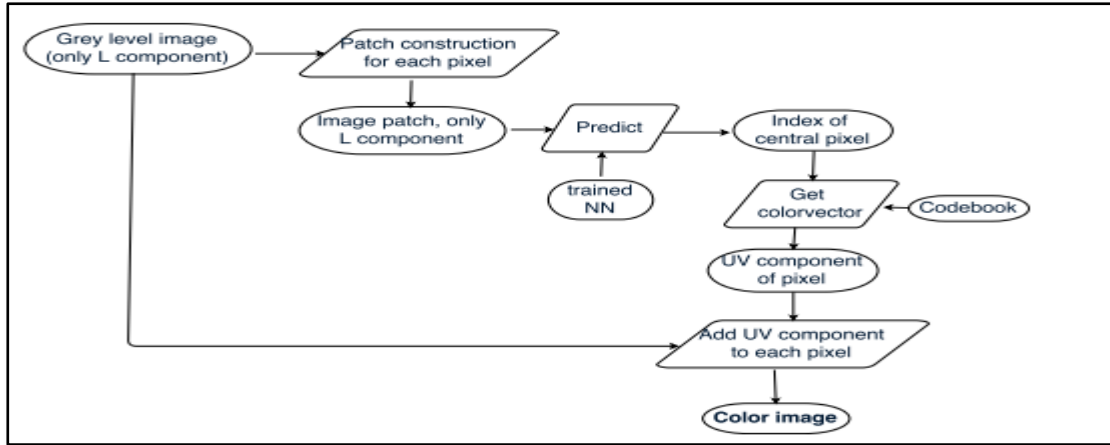 Grey level image
(only L component)
Patch construction
for each pixel
Image patch, only
L component
Predict
Index of
central pixel
trained
NN
Get
colorvector
Codebook
UV component
of pixel
Add UV component
to each pixel
Color image